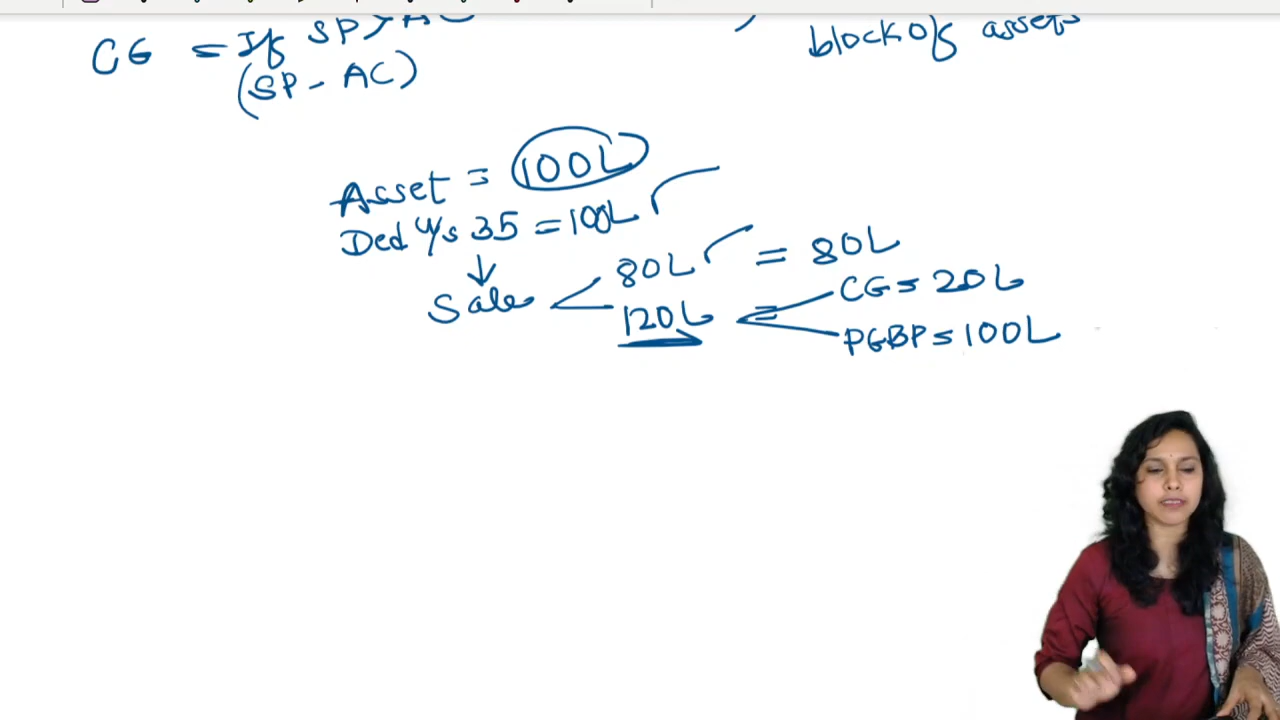 CG = If SP > AC
(SP - AC)
block of assets
Asset = 100L
Ded u/s 35 = 100L
Sale
80L = 80L
120L =
CG = 20L
PGBP = 100L